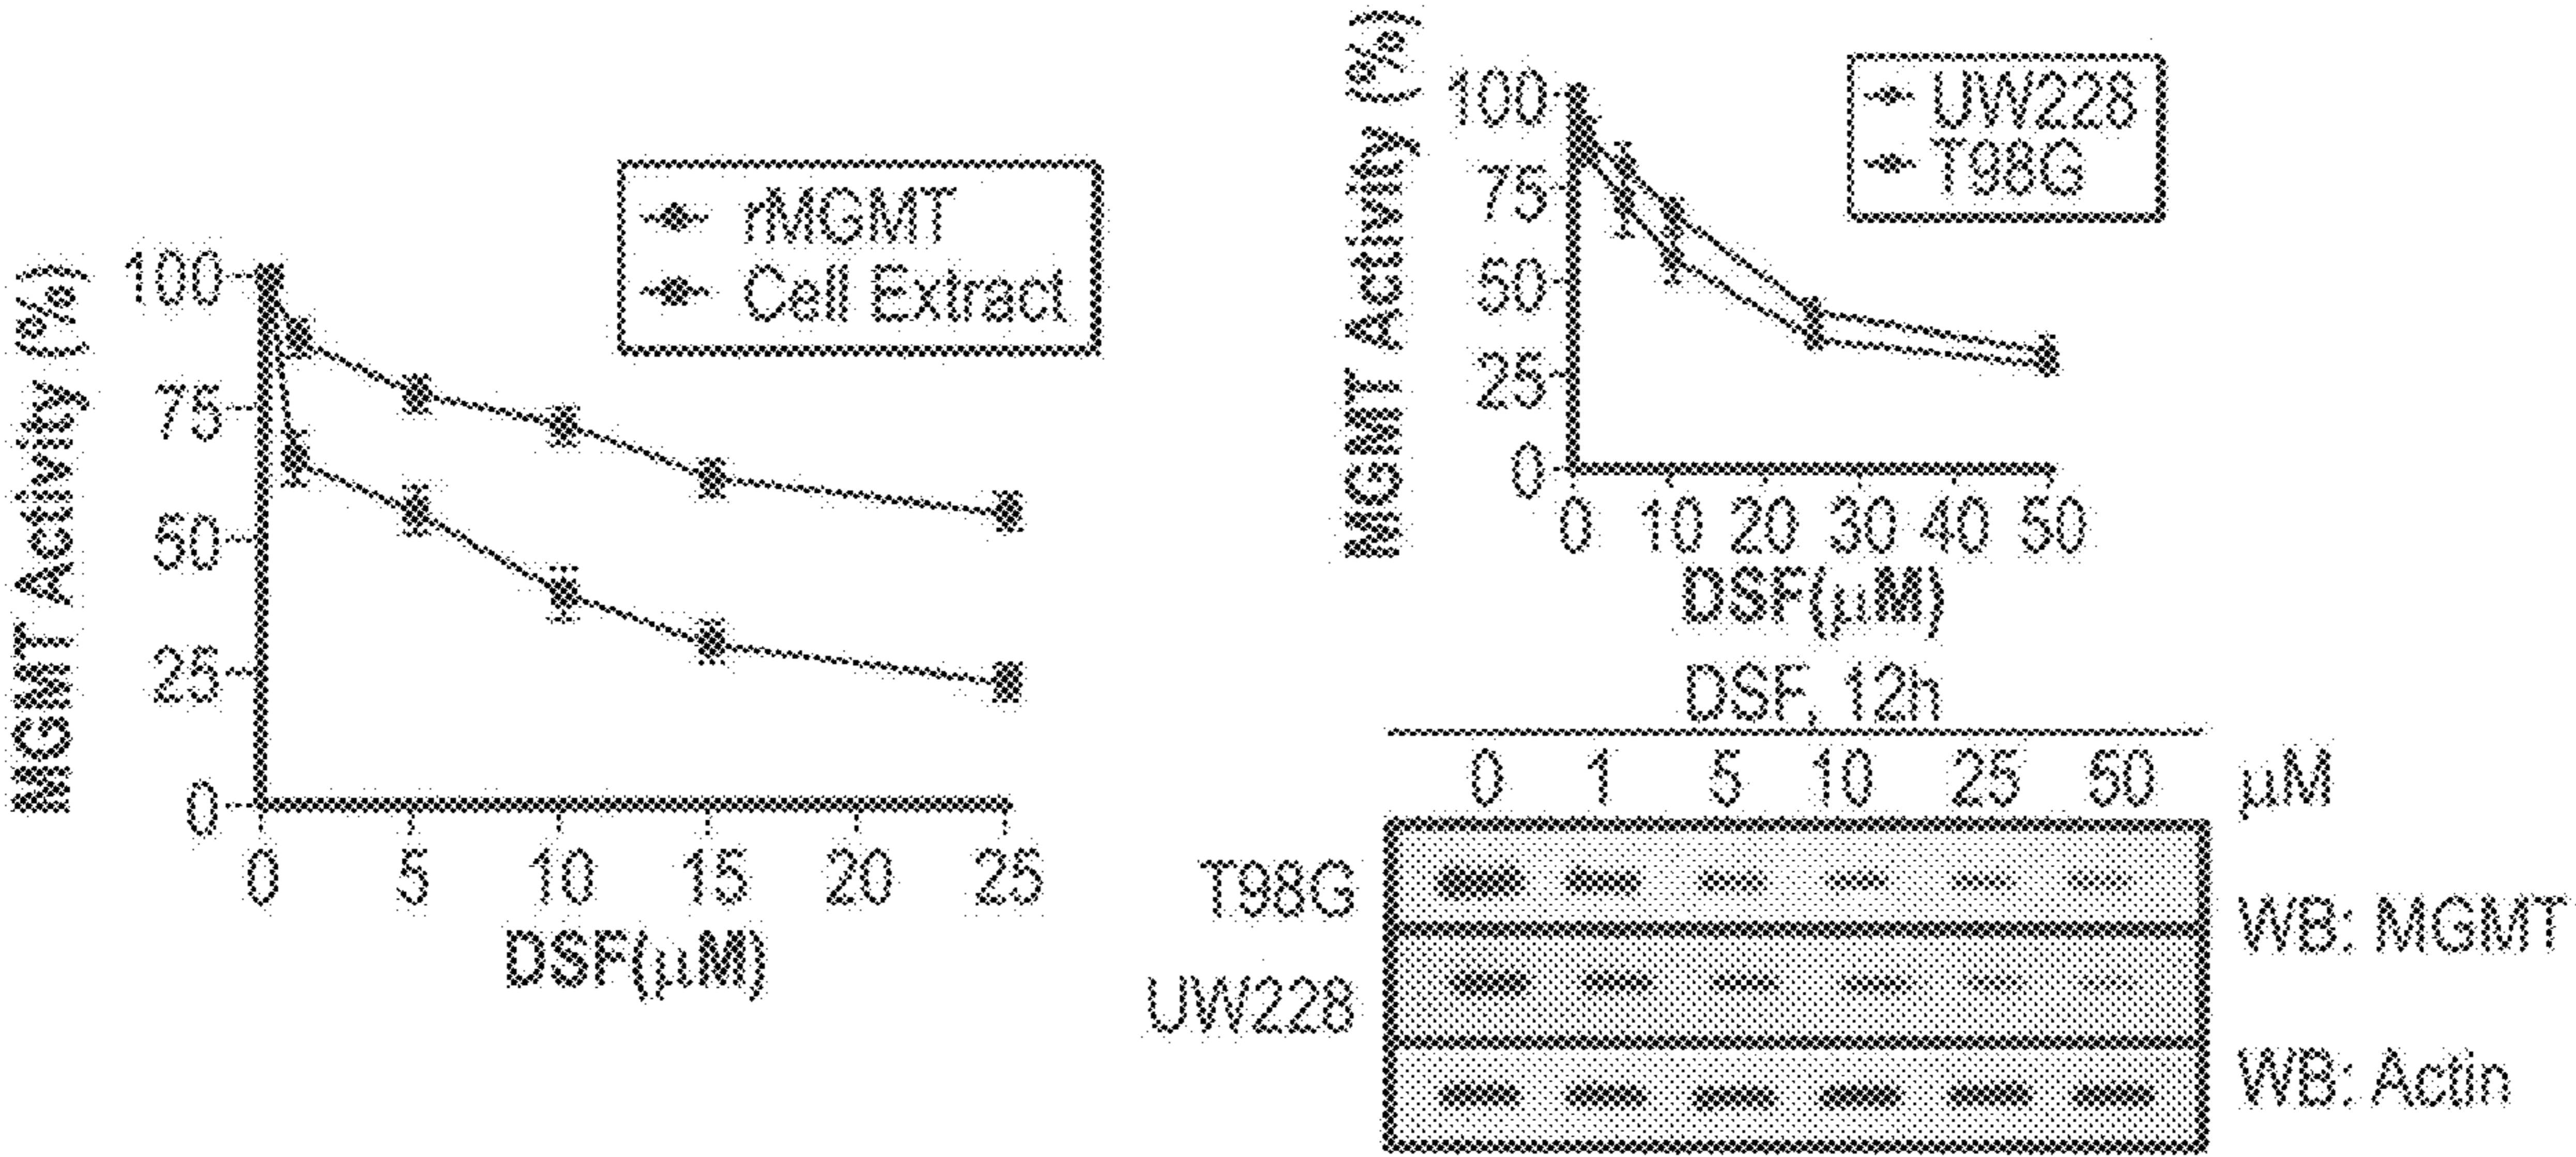 MGMT Activity (%)
100
75
50
25
0
0 5 10 15 20 25
DSF(μM)
rMGMT
Cell Extract
MGMT Activity (%)
100
75
50
25
0
0 10 20 30 40 50
DSF(μM)
UW228
T98G
DSF, 12h
0 1 5 10 25 50 μM
T98G
WB: MGMT
UW228
WB: Actin